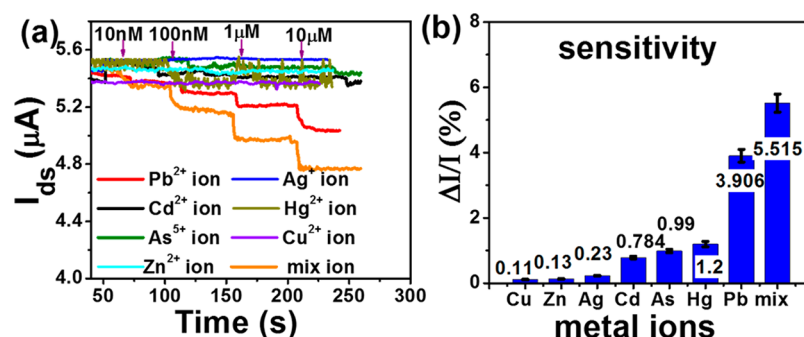 (a)
10nM 100nM 1μM 10μM
5.6
5.2
4.8
4.4
4.0
I_ds (μA)
Pb²⁺ ion
Ag⁺ ion
Cd²⁺ ion
Hg²⁺ ion
As⁵⁺ ion
Cu²⁺ ion
Zn²⁺ ion
mix ion
50 100 150 200 250 300
Time (s)
(b)
sensitivity
8
6
4
2
0
ΔI/I (%)
0.11
0.13
0.23
0.784
0.99
1.2
3.906
5.515
Cu Zn Ag Cd As Hg Pb mix
metal ions